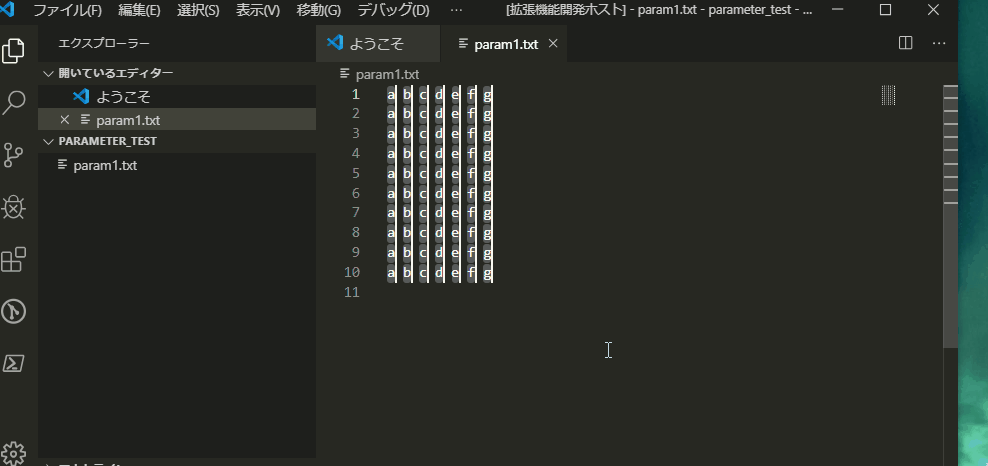 ファイル(F) 編集(E) 選択(S) 表示(V) 移動(G) デバッグ(D) ··· [拡張機能開発ホスト] - param1.txt - parameter_test - ...
エクスプローラー
ようこそ param1.txt
開いているエディター
ようこそ
param1.txt
PARAMETER_TEST
param1.txt
param1.txt
1 a b c d e f g
2 a b c d e f g
3 a b c d e f g
4 a b c d e f g
5 a b c d e f g
6 a b c d e f g
7 a b c d e f g
8 a b c d e f g
9 a b c d e f g
10 a b c d e f g
11